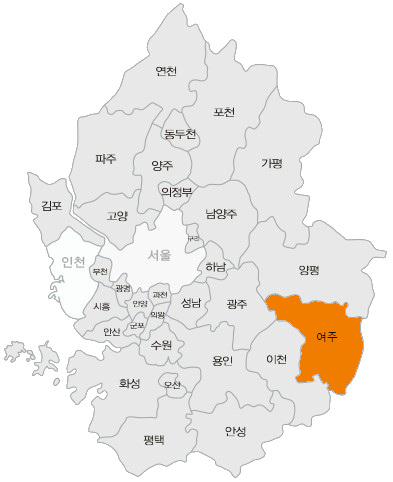 연천
포천
동두천
파주
양주
가평
의정부
김포
고양
남양주
구리
서울
인천
하남
양평
부천
광명
과천
시흥
안양
성남
광주
의왕
군포
안산
여주
수원
용인
이천
화성
오산
평택
안성